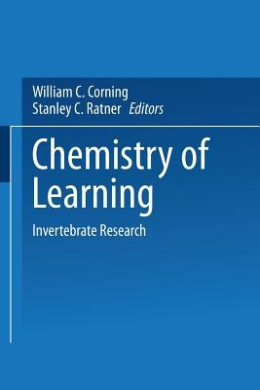 William C. Corning
Stanley C. Ratner Editors
Chemistry of
Learning
Invertebrate Research